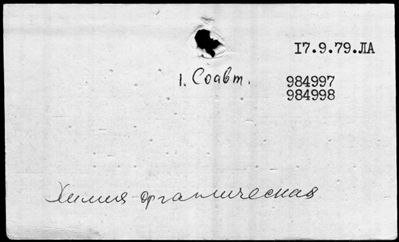 17.9.79.ЛА
1. Соавт.
984997
984998
Химия органическая